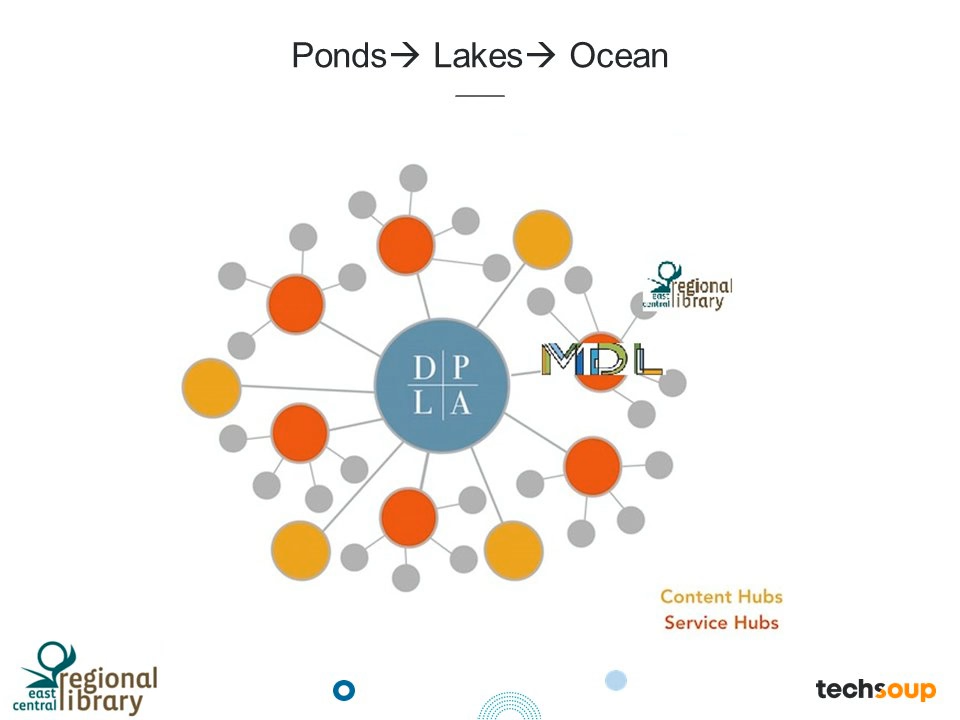 Ponds→ Lakes→ Ocean
east
central
regional
library
D P
L A
MDL
Content Hubs
Service Hubs
east
central
regional
library
techsoup